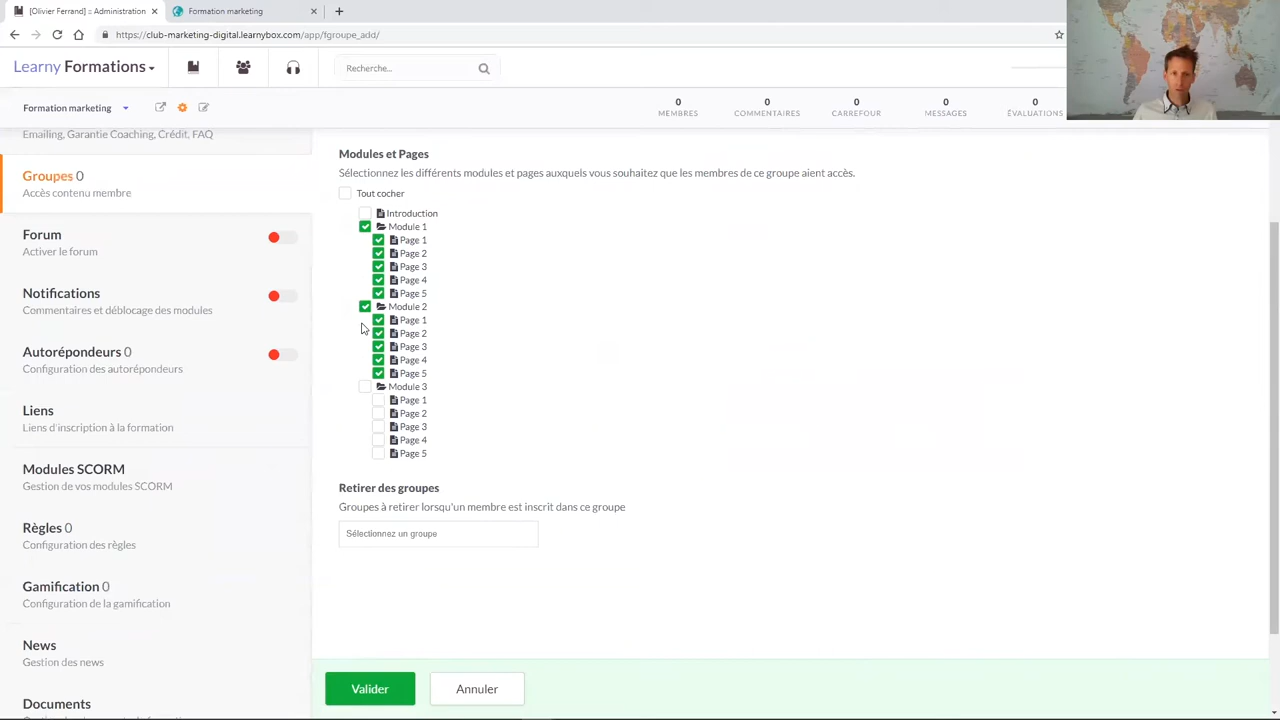 [Olivier Ferrand] :: Administration
Formation marketing
https://club-marketing-digital.learnybox.com/app/fgroupe_add/
Learny Formations
Recherche...
Formation marketing
0 MEMBRES
0 COMMENTAIRES
0 CARREFOUR
0 MESSAGES
0 ÉVALUATIONS
Emailing, Garantie Coaching, Crédit, FAQ
Groupes 0
Accès contenu membre
Forum
Activer le forum
Notifications
Commentaires et déblocage des modules
Autorépondeurs 0
Configuration des autorépondeurs
Liens
Liens d'inscription à la formation
Modules SCORM
Gestion de vos modules SCORM
Règles 0
Configuration des règles
Gamification 0
Configuration de la gamification
News
Gestion des news
Documents
Modules et Pages
Sélectionnez les différents modules et pages auxquels vous souhaitez que les membres de ce groupe aient accès.
Tout cocher
Introduction
Module 1
Page 1
Page 2
Page 3
Page 4
Page 5
Module 2
Page 1
Page 2
Page 3
Page 4
Page 5
Module 3
Page 1
Page 2
Page 3
Page 4
Page 5
Retirer des groupes
Groupes à retirer lorsqu'un membre est inscrit dans ce groupe
Sélectionnez un groupe
Valider
Annuler